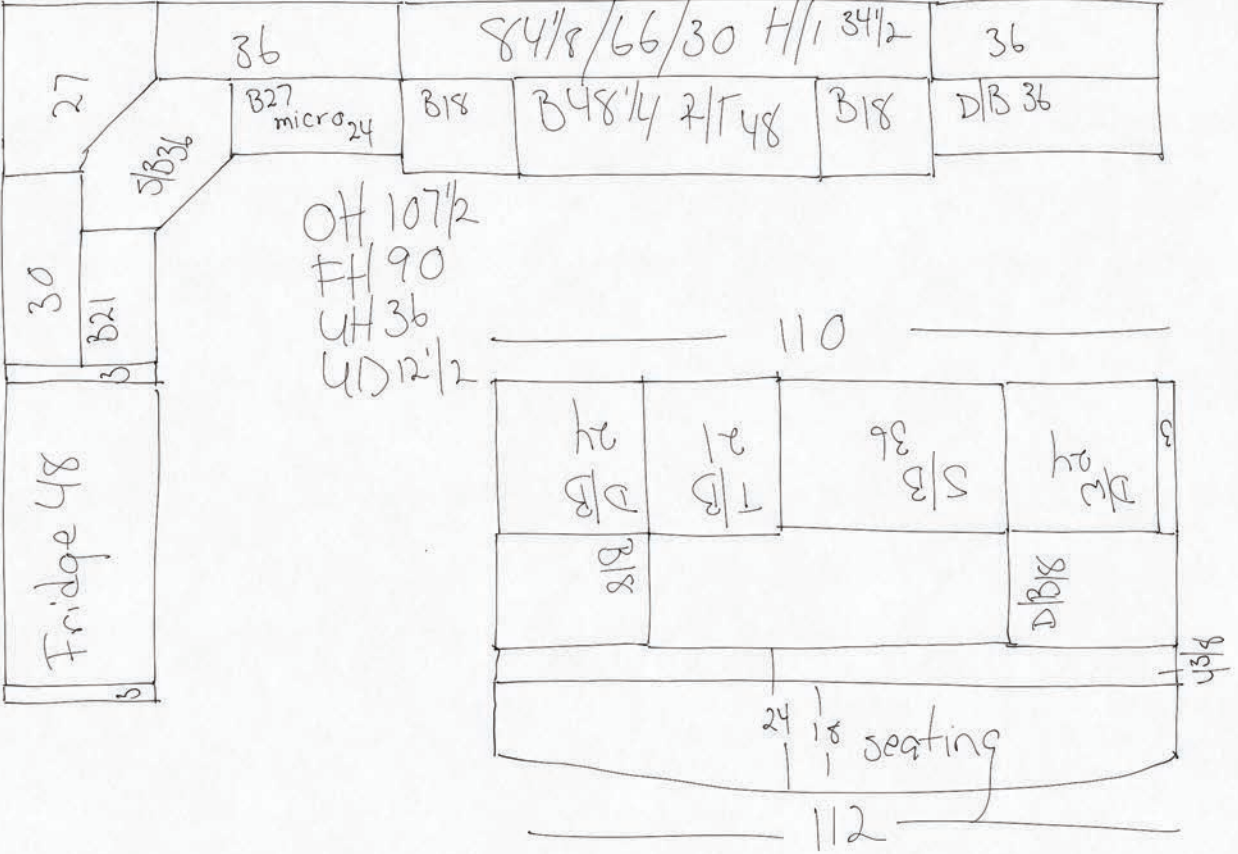 36
84 1/8/66/30 H/1 34 1/2
36
27
B27
micro 24
B18
B 48 1/4 R/T 48
B18
D/B 36
S/B36
OH 107 1/2
FH 90
UH 36
UD 12 1/2
30
B21
3
110
Fridge 48
3
24
D/B
21
T/B
36
S/B
24
D/W
3
B18
D/B18
4 3/8
24
18
seating
112